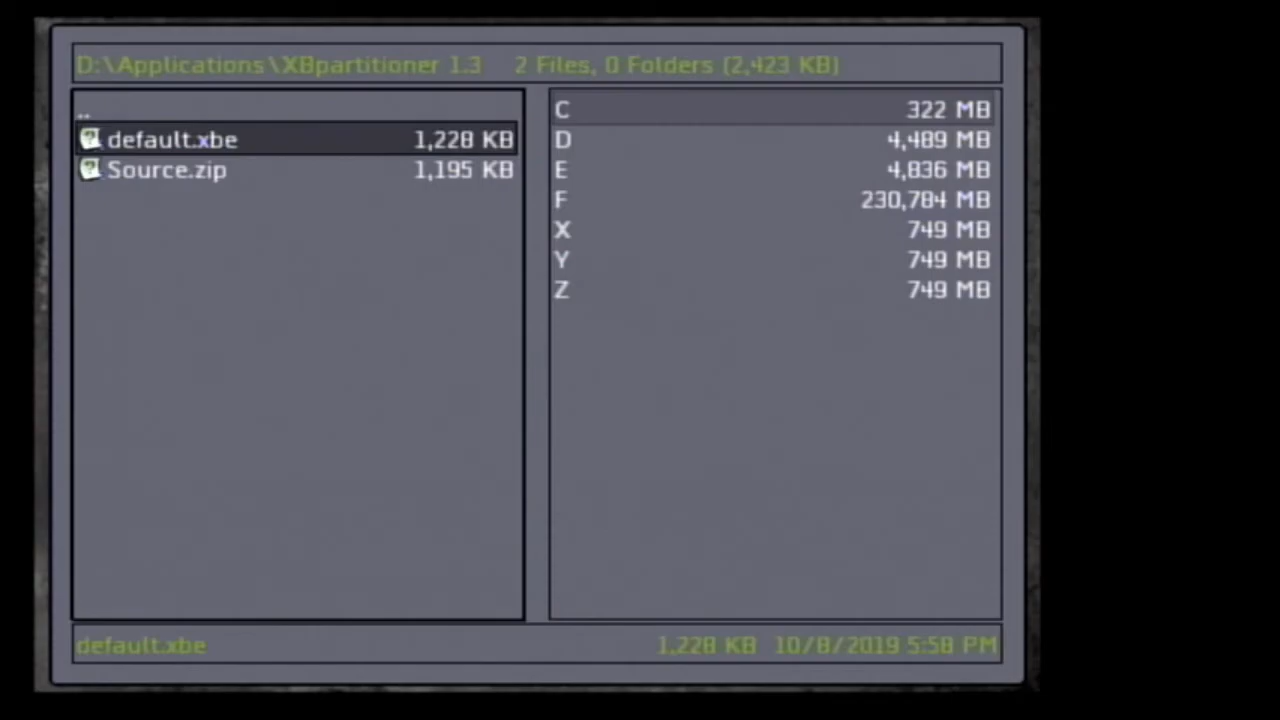 D:\Applications\XBpartitioner 1.3 2 Files, 0 Folders (2,423 KB)
..
default.xbe 1,228 KB
Source.zip 1,195 KB
C 322 MB
D 4,489 MB
E 4,836 MB
F 230,784 MB
X 749 MB
Y 749 MB
Z 749 MB
default.xbe 1,228 KB 10/8/2019 5:58 PM